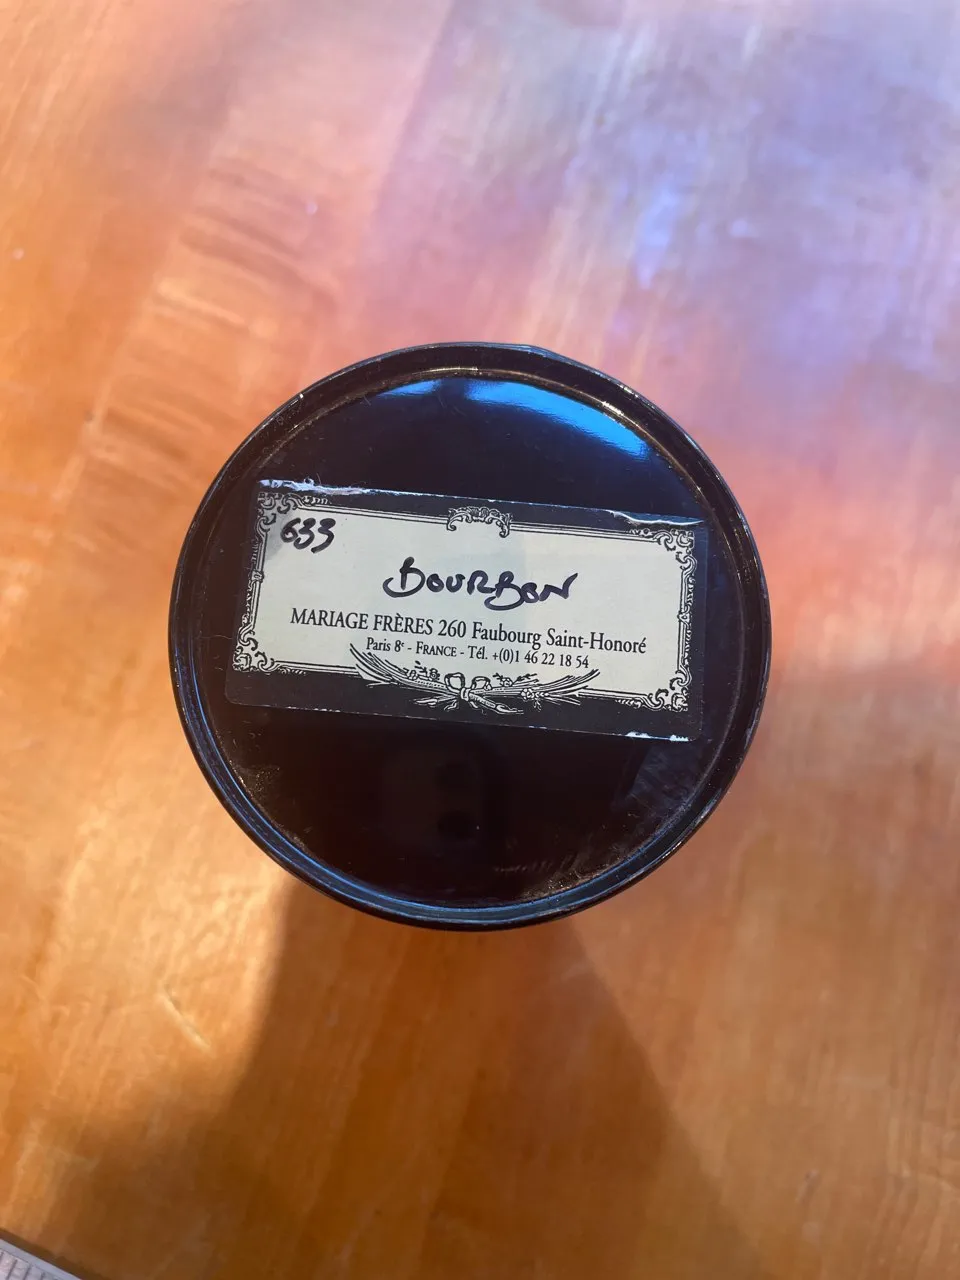 633
BOURBON
MARIAGE FRÈRES 260 Faubourg Saint-Honoré
Paris 8ᵉ - FRANCE - Tél. +(0)1 46 22 18 54